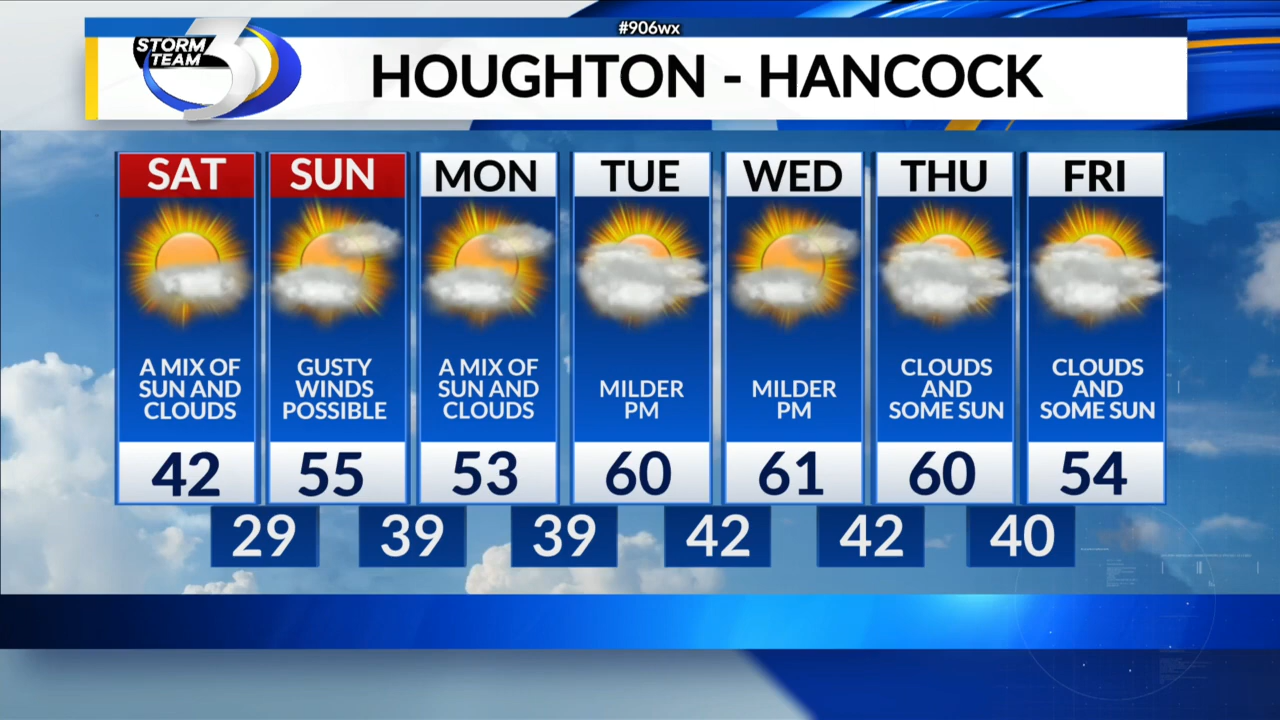 #906wx
STORM
TEAM
3
HOUGHTON - HANCOCK
SAT
A MIX OF
SUN AND
CLOUDS
42
SUN
GUSTY
WINDS
POSSIBLE
55
MON
A MIX OF
SUN AND
CLOUDS
53
TUE
MILDER
PM
60
WED
MILDER
PM
61
THU
CLOUDS
AND
SOME SUN
60
FRI
CLOUDS
AND
SOME SUN
54
29
39
39
42
42
40